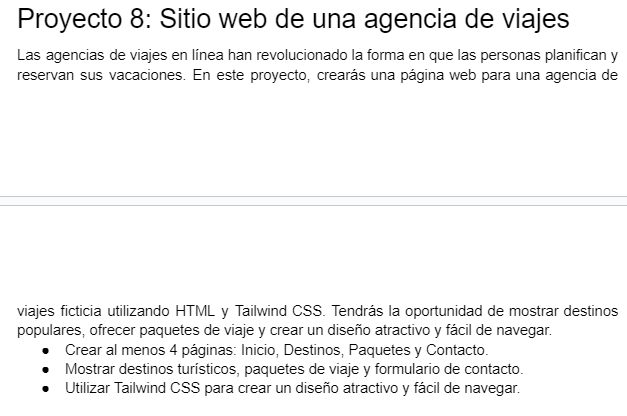 Proyecto 8: Sitio web de una agencia de viajes
Las agencias de viajes en línea han revolucionado la forma en que las personas planifican y
reservan sus vacaciones. En este proyecto, crearás una página web para una agencia de
viajes ficticia utilizando HTML y Tailwind CSS. Tendrás la oportunidad de mostrar destinos
populares, ofrecer paquetes de viaje y crear un diseño atractivo y fácil de navegar.
● Crear al menos 4 páginas: Inicio, Destinos, Paquetes y Contacto.
● Mostrar destinos turísticos, paquetes de viaje y formulario de contacto.
● Utilizar Tailwind CSS para crear un diseño atractivo y fácil de navegar.